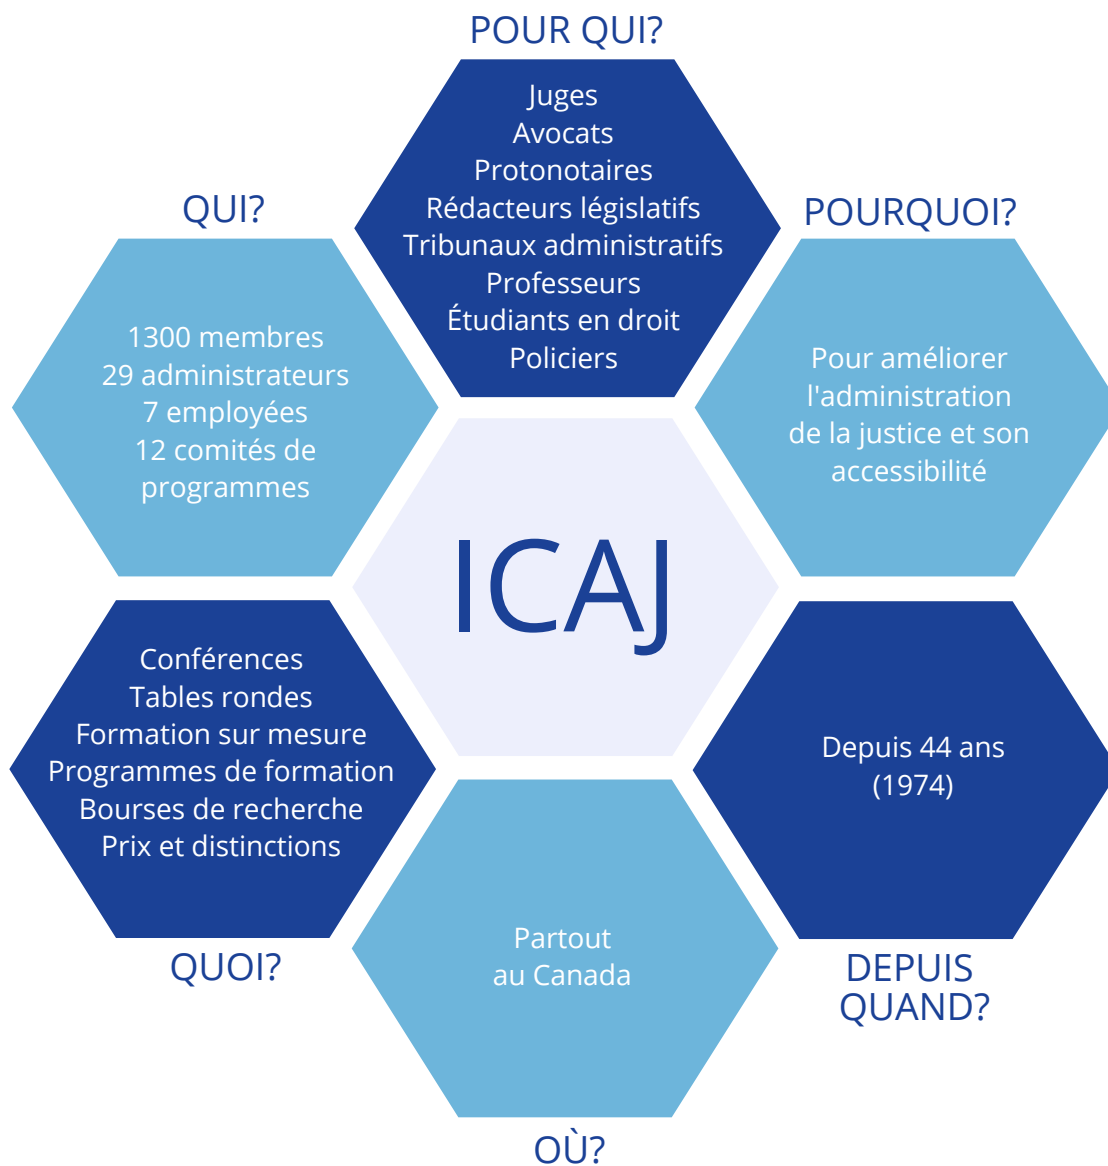 POUR QUI?
Juges
Avocats
Protonotaires
Rédacteurs législatifs
Tribunaux administratifs
Professeurs
Étudiants en droit
Policiers
QUI?
1300 membres
29 administrateurs
7 employées
12 comités de
programmes
POURQUOI?
Pour améliorer
l'administration
de la justice et son
accessibilité
ICAJ
Conférences
Tables rondes
Formation sur mesure
Programmes de formation
Bourses de recherche
Prix et distinctions
QUOI?
Depuis 44 ans
(1974)
DEPUIS
QUAND?
Partout
au Canada
OÙ?